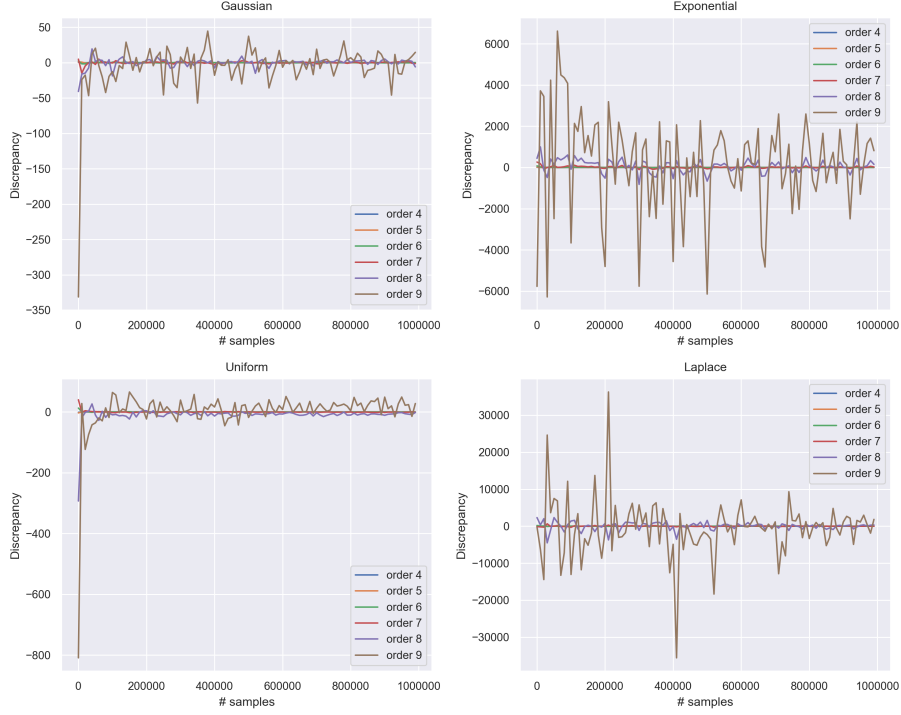 Gaussian
50
0
−50
−100
−150
−200
−250
−300
−350
Discrepancy
order 4
order 5
order 6
order 7
order 8
order 9
0 200000 400000 600000 800000 1000000
# samples
Exponential
6000
4000
2000
0
−2000
−4000
−6000
Discrepancy
order 4
order 5
order 6
order 7
order 8
order 9
0 200000 400000 600000 800000 1000000
# samples
Uniform
0
−200
−400
−600
−800
Discrepancy
order 4
order 5
order 6
order 7
order 8
order 9
0 200000 400000 600000 800000 1000000
# samples
Laplace
30000
20000
10000
0
−10000
−20000
−30000
Discrepancy
order 4
order 5
order 6
order 7
order 8
order 9
0 200000 400000 600000 800000 1000000
# samples